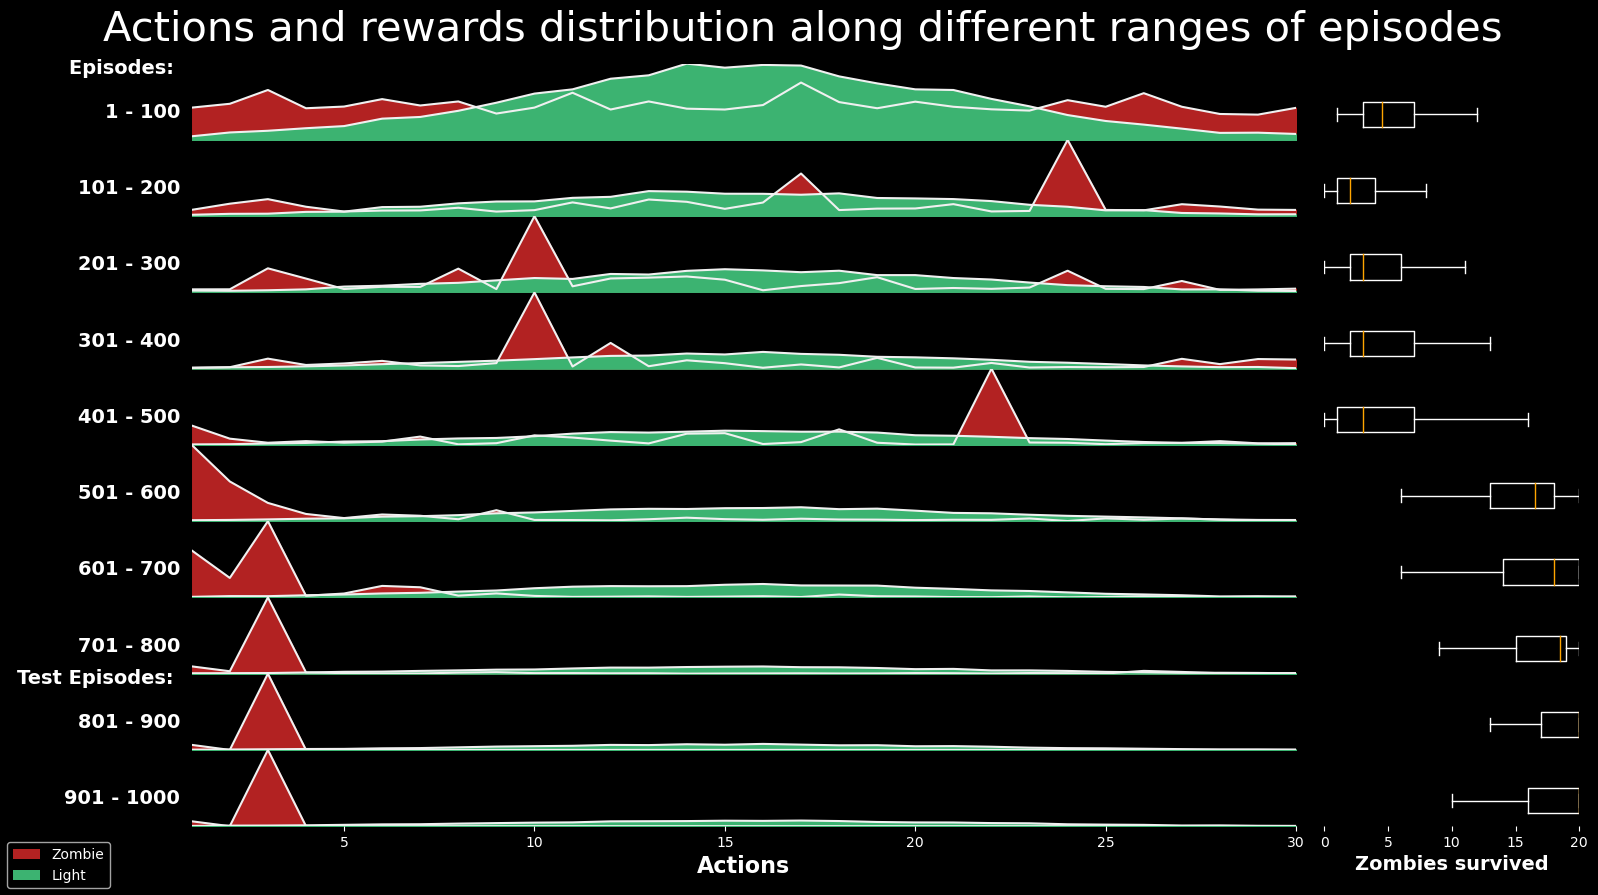 Actions and rewards distribution along different ranges of episodes
Episodes:
1 - 100
101 - 200
201 - 300
301 - 400
401 - 500
501 - 600
601 - 700
701 - 800
Test Episodes:
801 - 900
901 - 1000
5 10 15 20 25 30 0 5 10 15 20
Actions Zombies survived
Zombie
Light